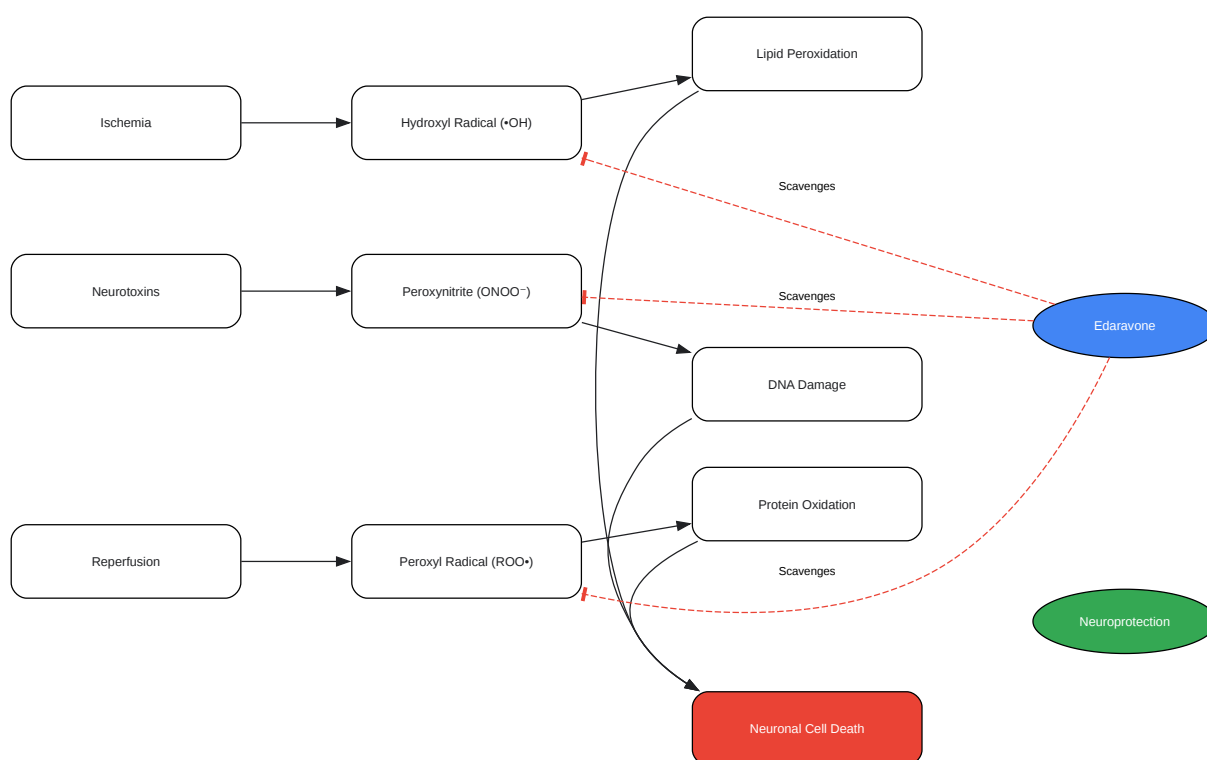 Lipid Peroxidation
Ischemia
Hydroxyl Radical (•OH)
Scavenges
Neurotoxins
Peroxynitrite (ONOO⁻)
Scavenges
Edaravone
DNA Damage
Protein Oxidation
Reperfusion
Peroxyl Radical (ROO•)
Scavenges
Neuroprotection
Neuronal Cell Death